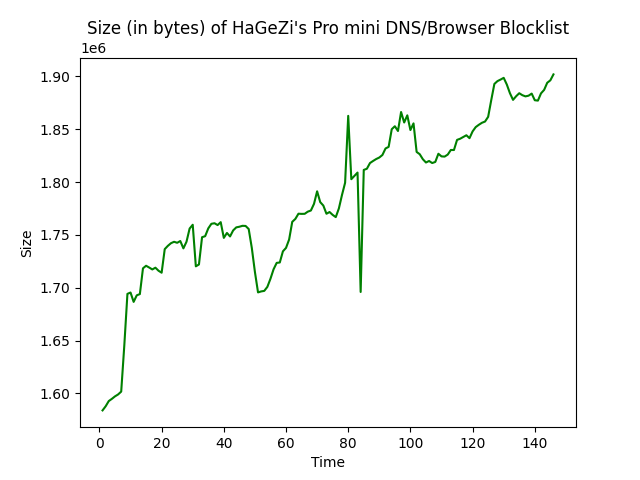 Size (in bytes) of HaGeZi's Pro mini DNS/Browser Blocklist
1e6
1.90
1.85
1.80
1.75
1.70
1.65
1.60
Size
0 20 40 60 80 100 120 140
Time